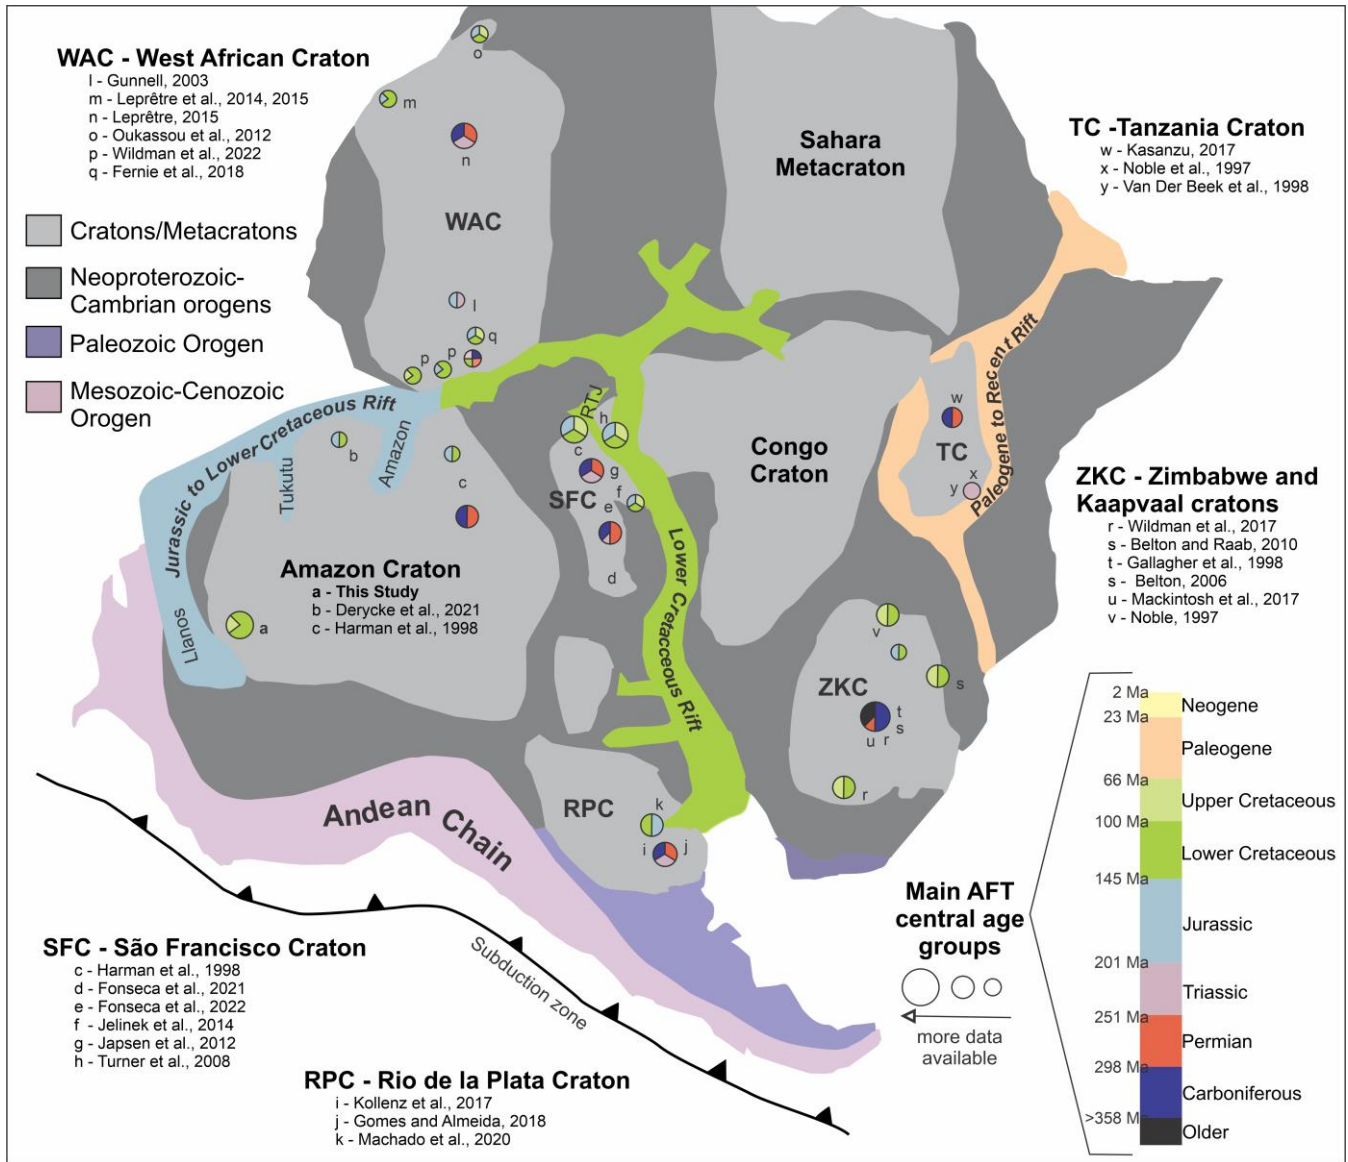 WAC - West African Craton
l - Gunnell, 2003
m - Leprêtre et al., 2014, 2015
n - Leprêtre, 2015
o - Oukassou et al., 2012
p - Wildman et al., 2022
q - Fernie et al., 2018
Cratons/Metacratons
Neoproterozoic-
Cambrian orogens
Paleozoic Orogen
Mesozoic-Cenozoic
Orogen
o
m
n
WAC
l
q
p
p
Sahara
Metacraton
TC -Tanzania Craton
w - Kasanzu, 2017
x - Noble et al., 1997
y - Van Der Beek et al., 1998
Jurassic to Lower Cretaceous Rift
Tukutu
Amazon
Llanos
b
c
Amazon Craton
a - This Study
b - Derycke et al., 2021
c - Harman et al., 1998
a
RTJ
h
c
g
SFC
f
e
d
Lower Cretacceous Rift
Congo
Craton
w
TC
x
y
Paleogene to Recent Rift
ZKC - Zimbabwe and
Kaapvaal cratons
r - Wildman et al., 2017
s - Belton and Raab, 2010
t - Gallagher et al., 1998
s - Belton, 2006
u - Mackintosh et al., 2017
v - Noble, 1997
v
s
ZKC
t
s
u r
r
RPC
k
i
j
Andean Chain
Subduction zone
SFC - São Francisco Craton
c - Harman et al., 1998
d - Fonseca et al., 2021
e - Fonseca et al., 2022
f - Jelinek et al., 2014
g - Japsen et al., 2012
h - Turner et al., 2008
RPC - Rio de la Plata Craton
i - Kollenz et al., 2017
j - Gomes and Almeida, 2018
k - Machado et al., 2020
Main AFT
central age
groups
more data
available
2 Ma
Neogene
23 Ma
Paleogene
66 Ma
Upper Cretaceous
100 Ma
Lower Cretaceous
145 Ma
Jurassic
201 Ma
Triassic
251 Ma
Permian
298 Ma
Carboniferous
>358 Ma
Older